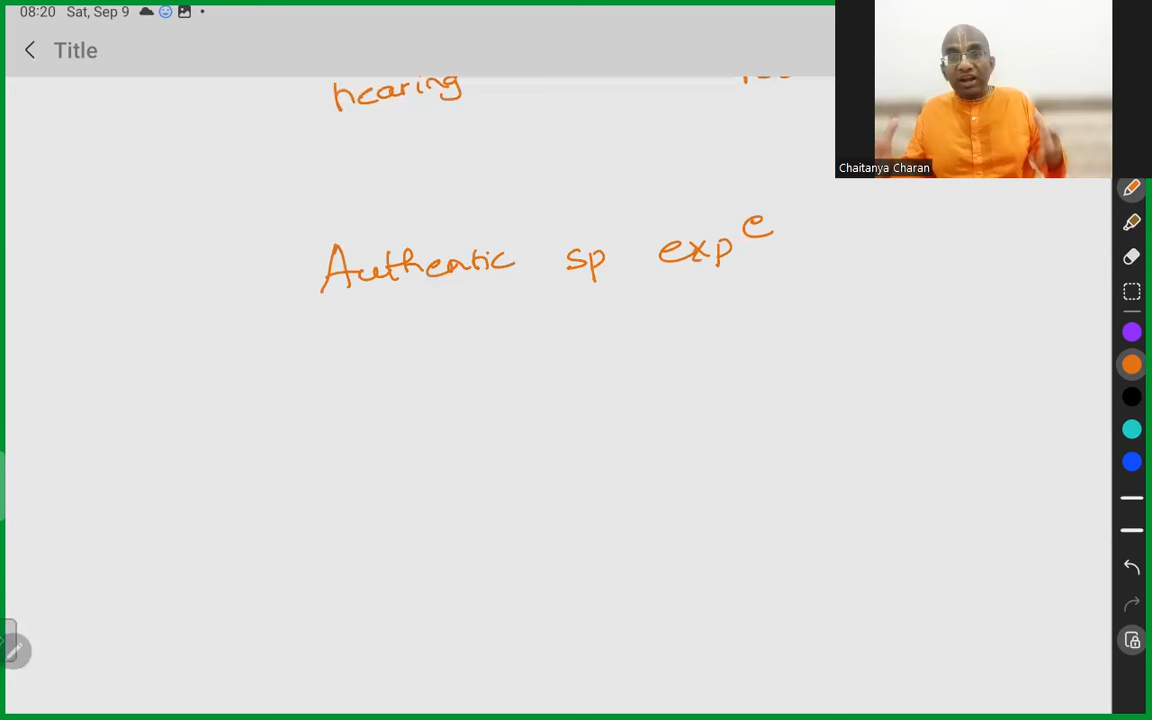 08:20 Sat, Sep 9
Title
hearing
Chaitanya Charan
Authentic sp exp e